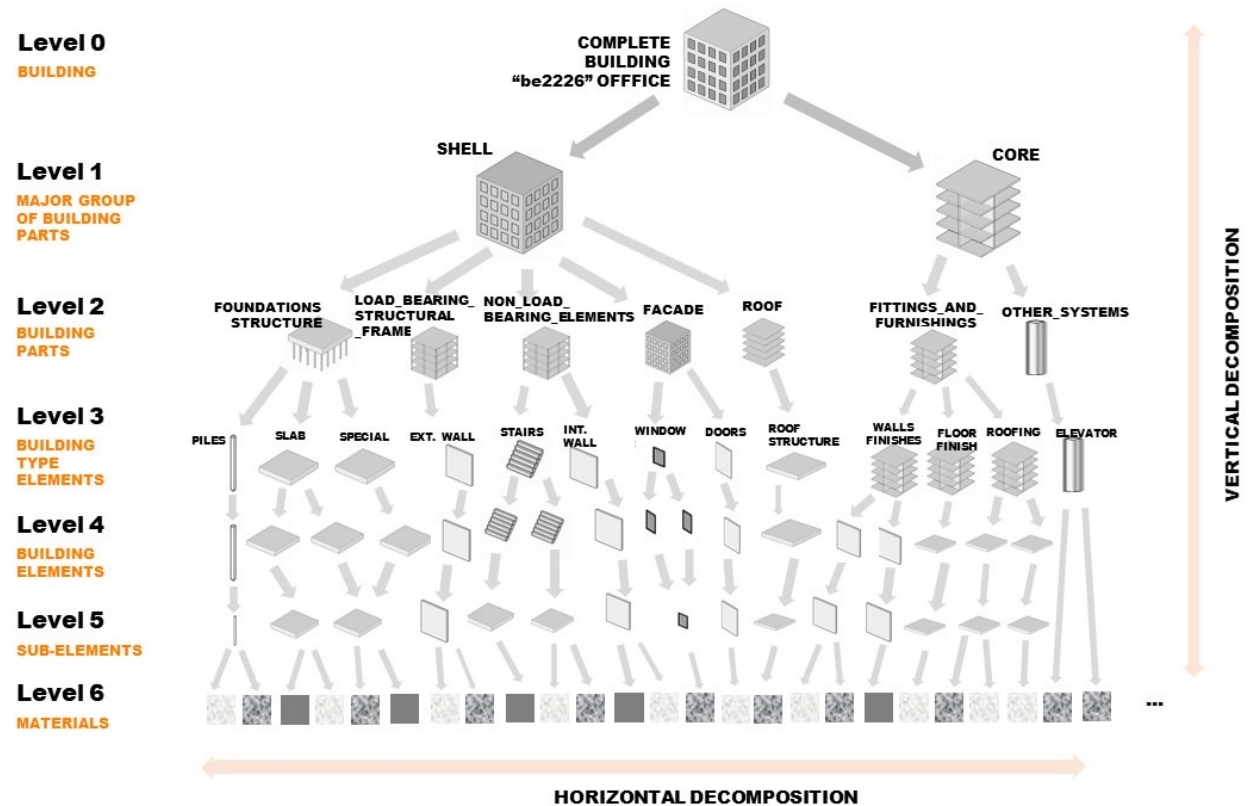 Level 0
BUILDING
COMPLETE
BUILDING
“be2226” OFFFICE
Level 1
MAJOR GROUP
OF BUILDING
PARTS
SHELL
CORE
Level 2
BUILDING
PARTS
FOUNDATIONS
STRUCTURE
LOAD_BEARING_
STRUCTURAL
_FRAME
NON_LOAD_
BEARING_ELEMENTS
FACADE
ROOF
FITTINGS_AND_
FURNISHINGS
OTHER_SYSTEMS
Level 3
BUILDING
TYPE
ELEMENTS
PILES
SLAB
SPECIAL
EXT. WALL
STAIRS
INT.
WALL
WINDOW
DOORS
ROOF
STRUCTURE
WALLS
FINISHES
FLOOR
FINISH
ROOFING
ELEVATOR
Level 4
BUILDING
ELEMENTS
Level 5
SUB-ELEMENTS
Level 6
MATERIALS
...
HORIZONTAL DECOMPOSITION
VERTICAL DECOMPOSITION